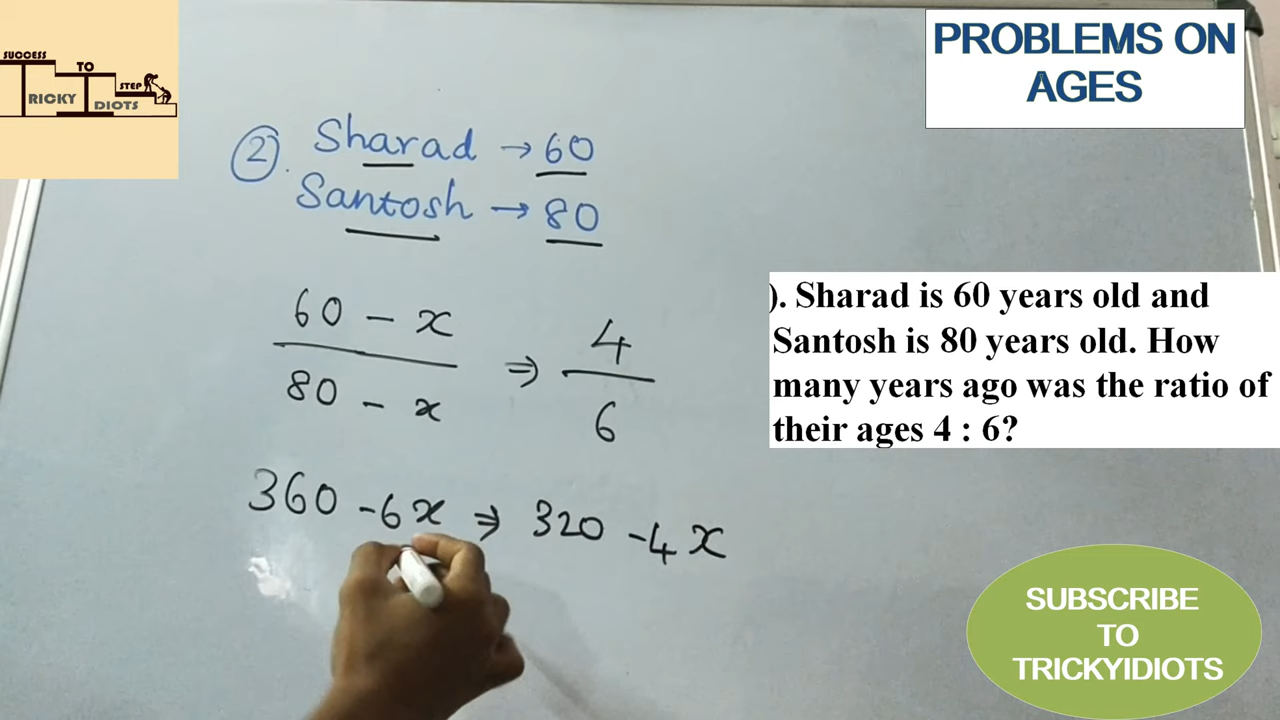 SUCCESS
TO
STEP
TRICKY IDIOTS
PROBLEMS ON
AGES
2. Sharad → 60
Santosh → 80
60 - x
80 - x
⇒
4
6
360 - 6x ⇒ 320 - 4x
). Sharad is 60 years old and
Santosh is 80 years old. How
many years ago was the ratio of
their ages 4 : 6?
SUBSCRIBE
TO
TRICKYIDIOTS